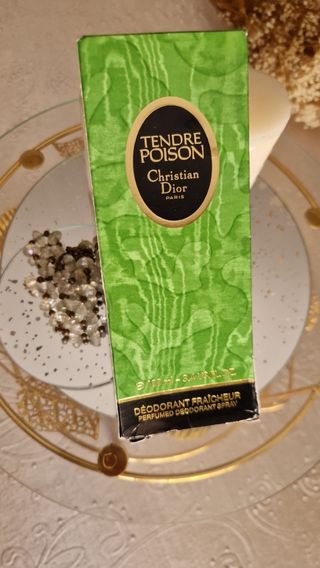 TENDRE
POISON
Christian
Dior
PARIS
DÉODORANT FRAÎCHEUR
PERFUMED DEODORANT SPRAY